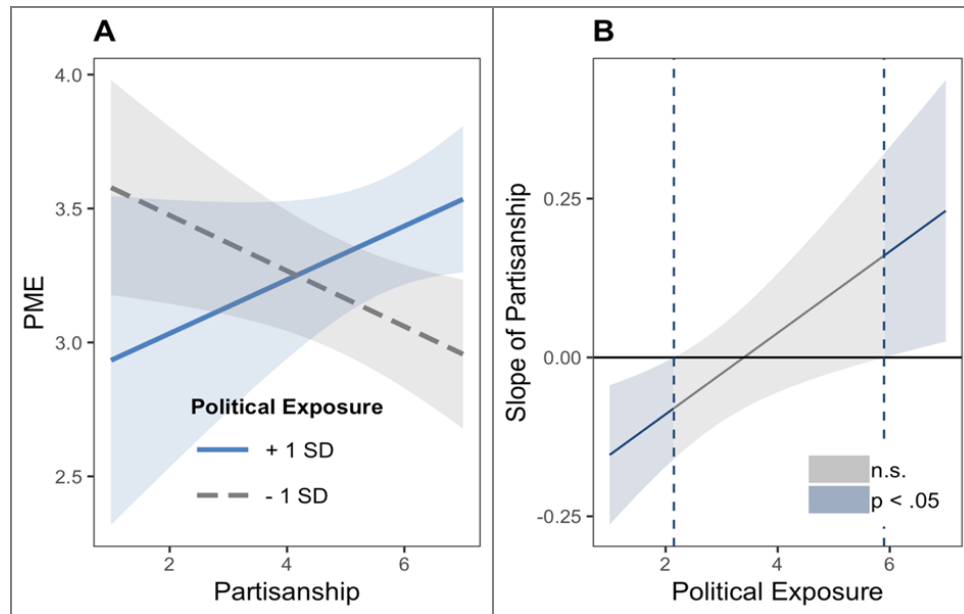 A
PME
4.0
3.5
3.0
2.5
Political Exposure
+ 1 SD
- 1 SD
2
4
6
Partisanship
B
Slope of Partisanship
0.25
0.00
-0.25
n.s.
p < .05
2
4
6
Political Exposure